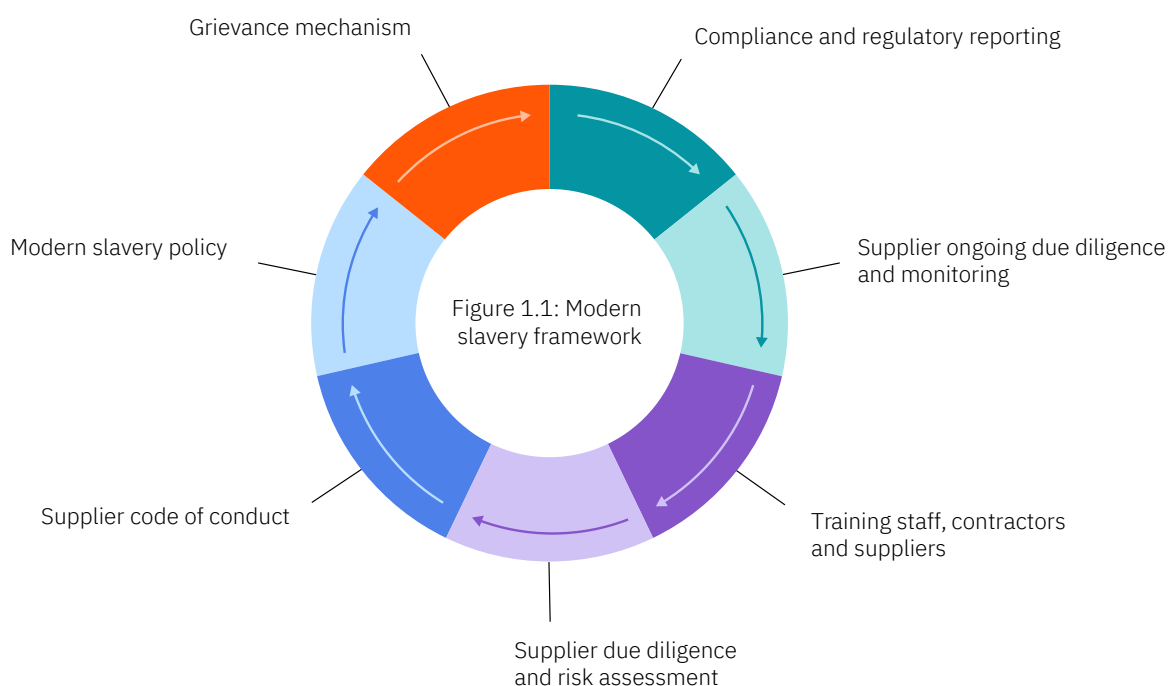 Grievance mechanism
Compliance and regulatory reporting
Modern slavery policy
Supplier ongoing due diligence
and monitoring
Figure 1.1: Modern
slavery framework
Supplier code of conduct
Training staff, contractors
and suppliers
Supplier due diligence
and risk assessment